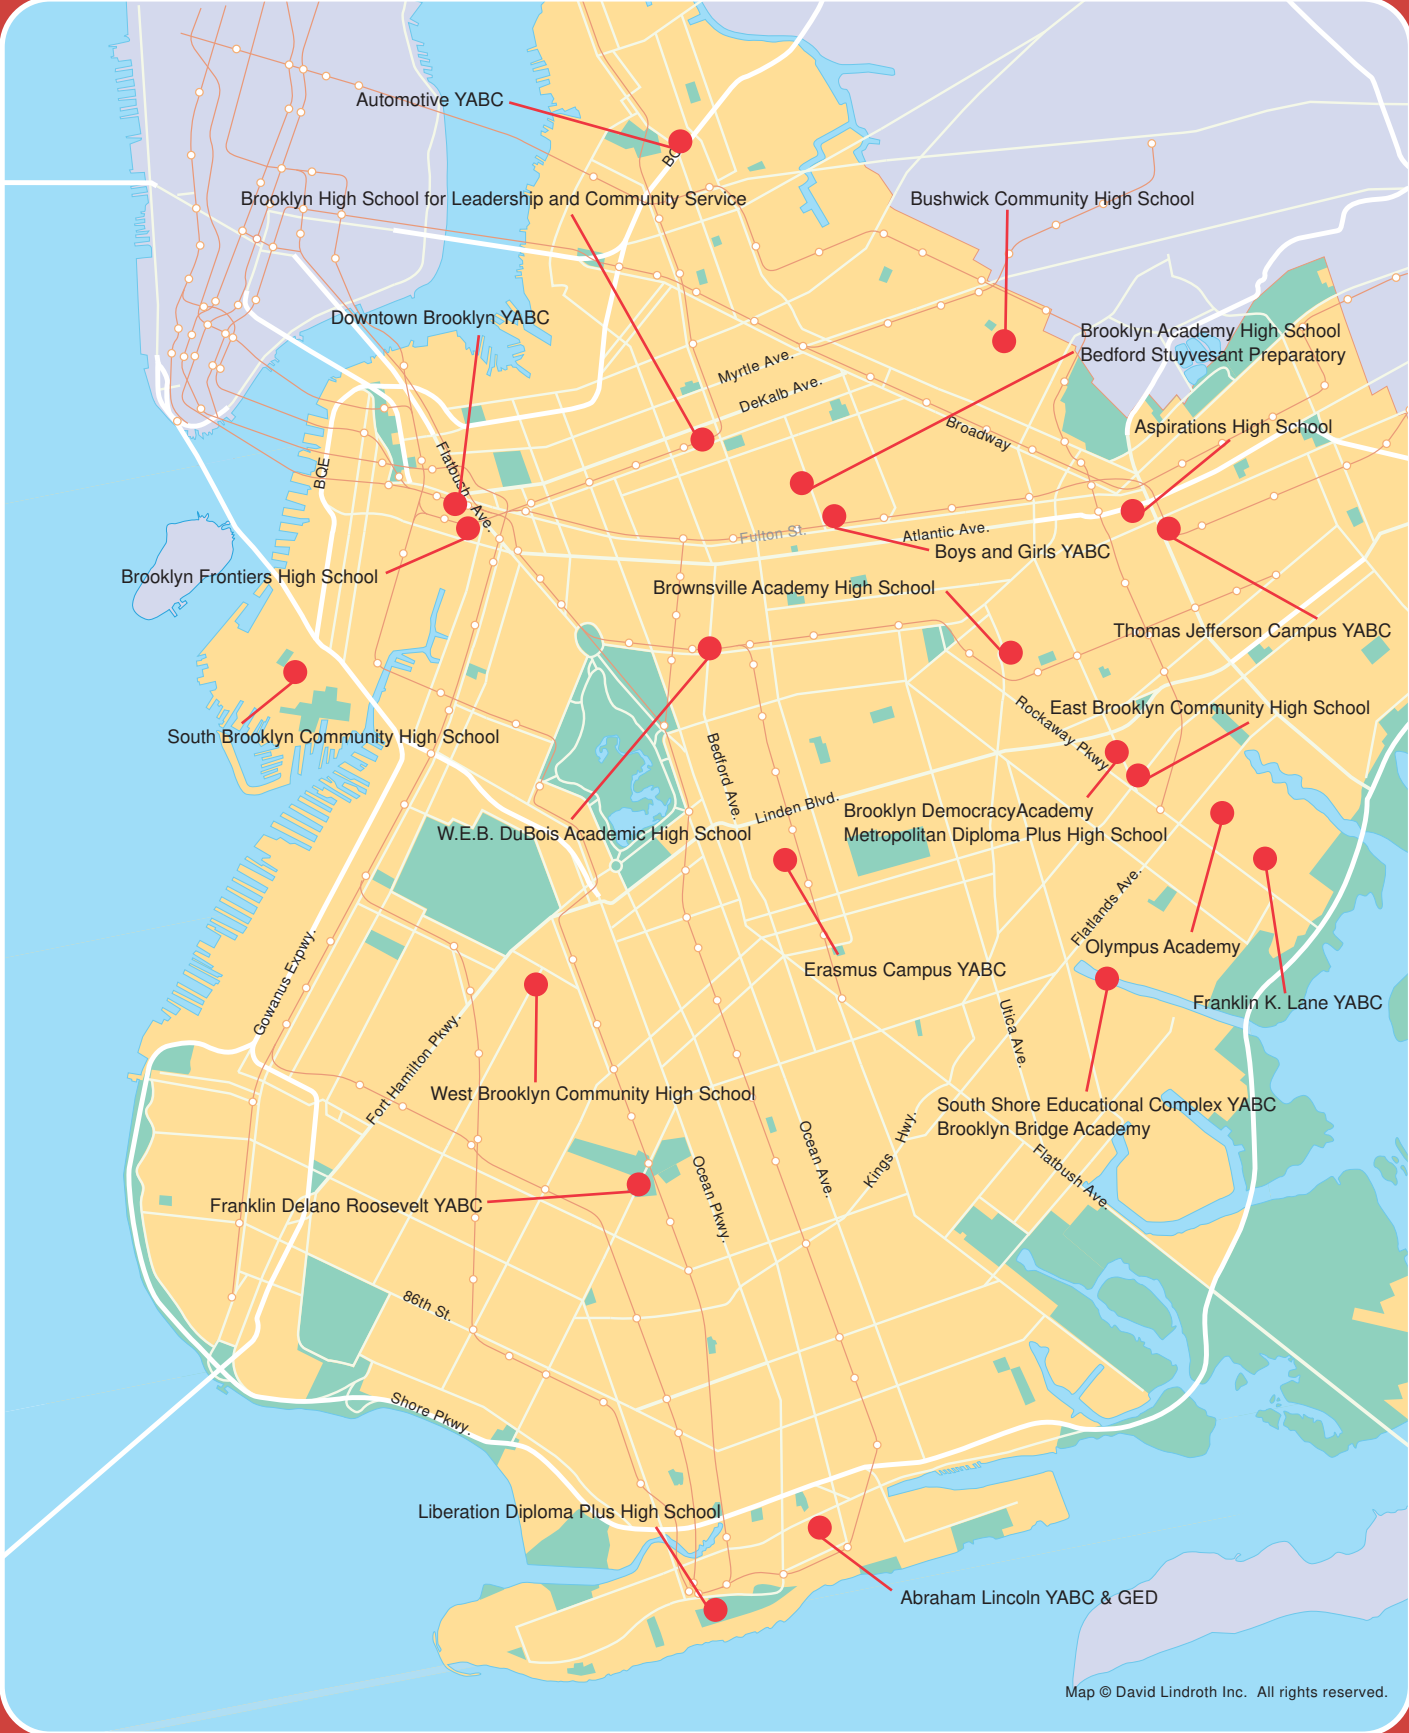 Automotive YABC
BQE
Brooklyn High School for Leadership and Community Service
Bushwick Community High School
Downtown Brooklyn YABC
Brooklyn Academy High School
Bedford Stuyvesant Preparatory
Myrtle Ave.
DeKalb Ave.
Broadway
Aspirations High School
BQE
Flatbush Ave.
Fulton St.
Atlantic Ave.
Boys and Girls YABC
Brooklyn Frontiers High School
Brownsville Academy High School
Thomas Jefferson Campus YABC
South Brooklyn Community High School
Rockaway Pkwy
East Brooklyn Community High School
Bedford Ave.
Linden Blvd.
Brooklyn DemocracyAcademy
Metropolitan Diploma Plus High School
W.E.B. DuBois Academic High School
Flatlands Ave.
Olympus Academy
Gowanus Expwy.
Erasmus Campus YABC
Franklin K. Lane YABC
Utica Ave.
Fort Hamilton Pkwy.
West Brooklyn Community High School
South Shore Educational Complex YABC
Brooklyn Bridge Academy
Ocean Ave.
Kings Hwy.
Flatbush Ave.
Ocean Pkwy.
Franklin Delano Roosevelt YABC
86th St.
Shore Pkwy.
Liberation Diploma Plus High School
Abraham Lincoln YABC & GED
Map © David Lindroth Inc. All rights reserved.